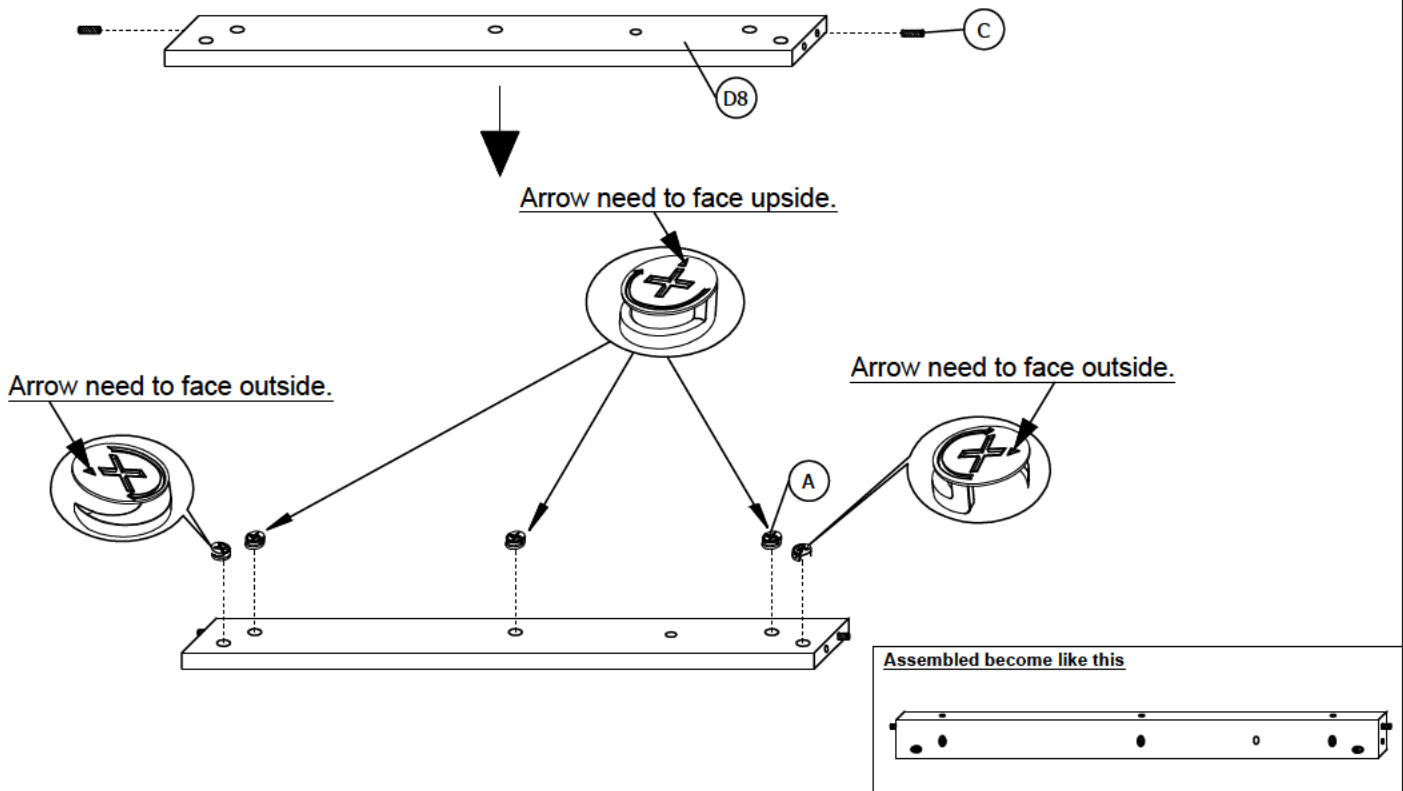 C
D8
Arrow need to face upside.
Arrow need to face outside.
Arrow need to face outside.
A
Assembled become like this